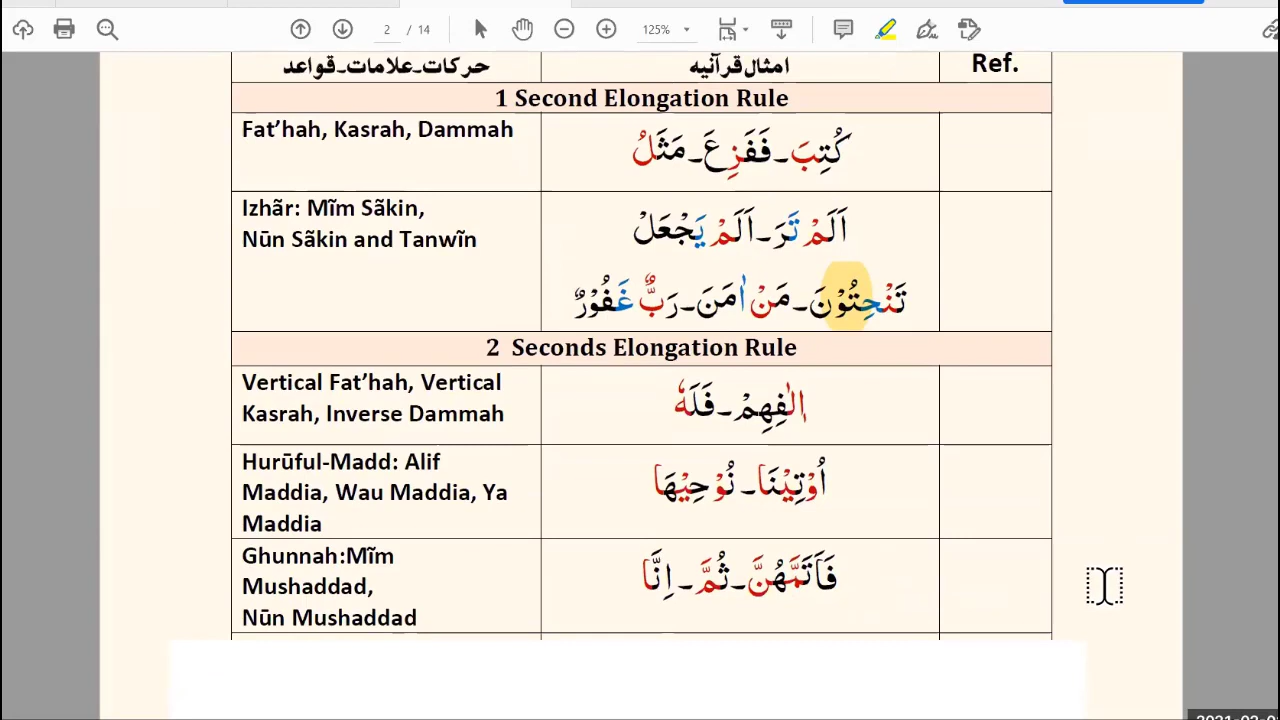 2 / 14
125%
حرکات۔علامات۔قواعد
امثال قرآنیه
Ref.
1 Second Elongation Rule
Fat’hah, Kasrah, Dammah
كُتِبَ۔فَفَزِعَ۔مَثَلُ
Izhãr: Mĩm Sãkin,
Nūn Sãkin and Tanwĩn
اَلَمْ تَرَ۔اَلَمْ يَجْعَلْ
تَنْحِتُوْنَ۔مَنْ اٰمَنَ۔رَبٌّ غَفُوْرٌ
2 Seconds Elongation Rule
Vertical Fat’hah, Vertical
Kasrah, Inverse Dammah
اٖلٰفِهِمْ۔فَلَهٗ
Hurūful-Madd: Alif
Maddia, Wau Maddia, Ya
Maddia
اُوْتِيْنَا۔نُوْحِيْهَا
Ghunnah:Mĩm
Mushaddad,
Nūn Mushaddad
فَاَتَمَّهُنَّ۔ثُمَّ۔اِنَّا